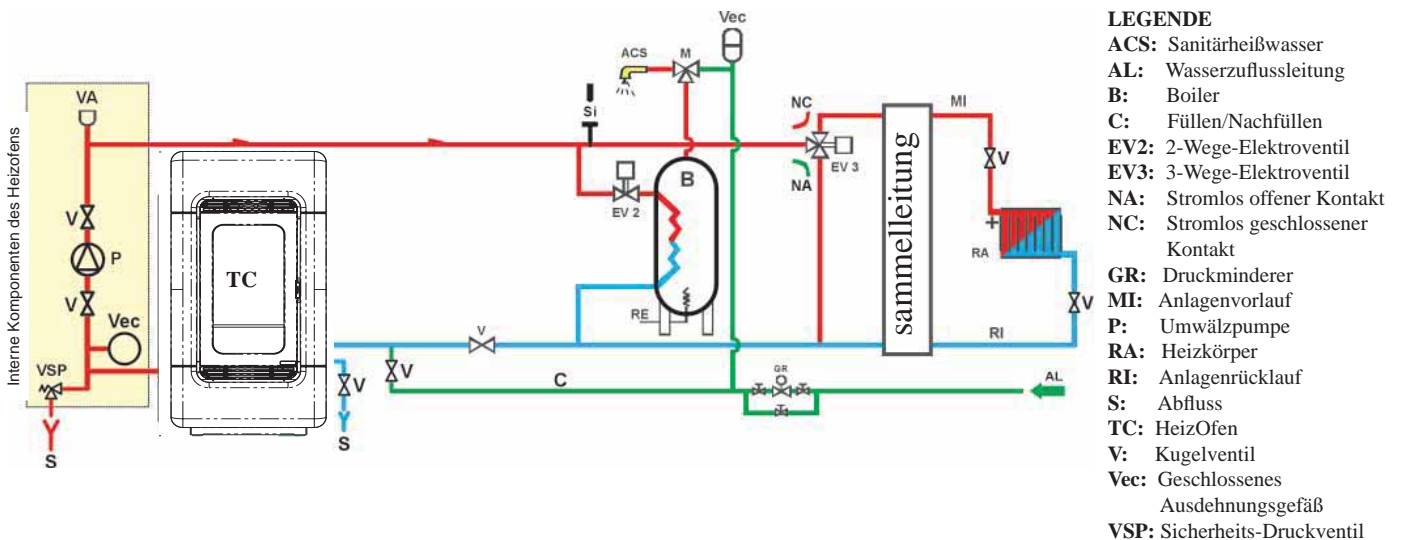 Interne Komponenten des Heizofens
VA
V
P
V
Vec
VSP
S
TC
V
S
V
V
C
Si
ACS
M
Vec
EV 2
B
RE
NC
NA
EV 3
GR
AL
sammelleitung
MI
V
RA
V
RI
LEGENDE
ACS: Sanitärheißwasser
AL: Wasserzuflussleitung
B: Boiler
C: Füllen/Nachfüllen
EV2: 2-Wege-Elektroventil
EV3: 3-Wege-Elektroventil
NA: Stromlos offener Kontakt
NC: Stromlos geschlossener
Kontakt
GR: Druckminderer
MI: Anlagenvorlauf
P: Umwälzpumpe
RA: Heizkörper
RI: Anlagenrücklauf
S: Abfluss
TC: HeizOfen
V: Kugelventil
Vec: Geschlossenes
Ausdehnungsgefäß
VSP: Sicherheits-Druckventil